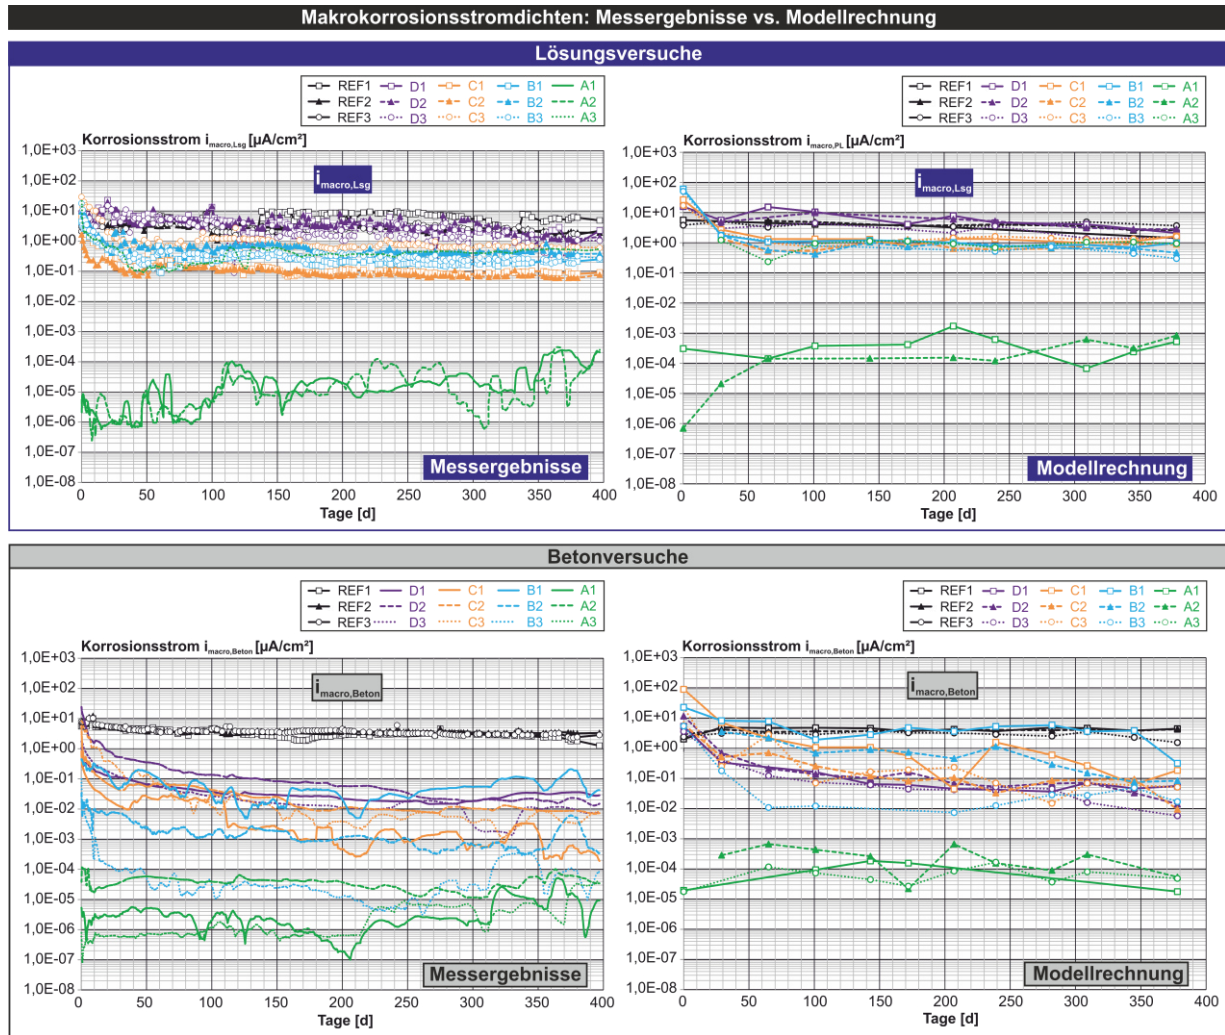 Makrokorrosionsstromdichten: Messergebnisse vs. Modellrechnung
Lösungsversuche
REF1 D1 C1 B1 A1
REF2 D2 C2 B2 A2
REF3 D3 C3 B3 A3
Korrosionsstrom i macro,Lsg [µA/cm²]
1,0E+03
1,0E+02
1,0E+01
1,0E+00
1,0E-01
1,0E-02
1,0E-03
1,0E-04
1,0E-05
1,0E-06
1,0E-07
1,0E-08
i macro,Lsg
Messergebnisse
0 50 100 150 200 250 300 350 400
Tage [d]
REF1 D1 C1 B1 A1
REF2 D2 C2 B2 A2
REF3 D3 C3 B3 A3
Korrosionsstrom i macro,PL [µA/cm²]
1,0E+03
1,0E+02
1,0E+01
1,0E+00
1,0E-01
1,0E-02
1,0E-03
1,0E-04
1,0E-05
1,0E-06
1,0E-07
1,0E-08
i macro,Lsg
Modellrechnung
0 50 100 150 200 250 300 350 400
Tage [d]
Betonversuche
REF1 D1 C1 B1 A1
REF2 D2 C2 B2 A2
REF3 D3 C3 B3 A3
Korrosionsstrom i macro,Beton [µA/cm²]
1,0E+03
1,0E+02
1,0E+01
1,0E+00
1,0E-01
1,0E-02
1,0E-03
1,0E-04
1,0E-05
1,0E-06
1,0E-07
1,0E-08
i macro,Beton
Messergebnisse
0 50 100 150 200 250 300 350 400
Tage [d]
REF1 D1 C1 B1 A1
REF2 D2 C2 B2 A2
REF3 D3 C3 B3 A3
Korrosionsstrom i macro,Beton [µA/cm²]
1,0E+03
1,0E+02
1,0E+01
1,0E+00
1,0E-01
1,0E-02
1,0E-03
1,0E-04
1,0E-05
1,0E-06
1,0E-07
1,0E-08
i macro,Beton
Modellrechnung
0 50 100 150 200 250 300 350 400
Tage [d]